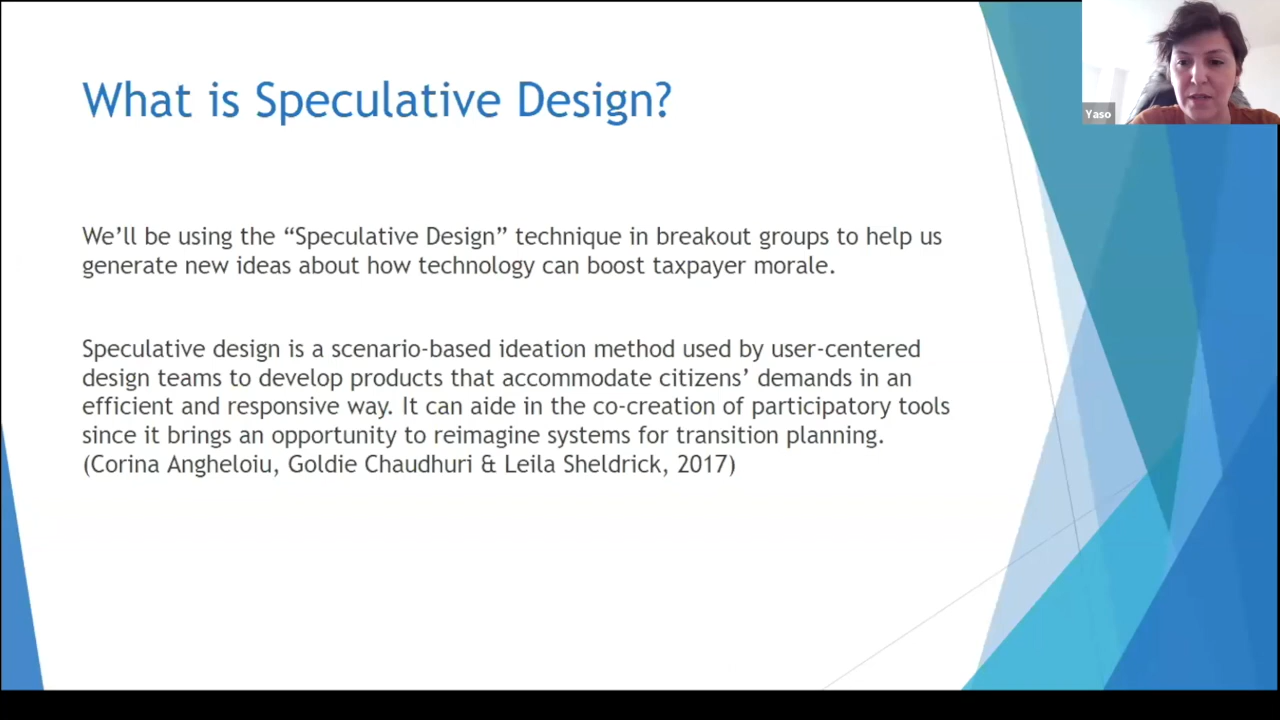 What is Speculative Design?
We’ll be using the “Speculative Design” technique in breakout groups to help us
generate new ideas about how technology can boost taxpayer morale.
Speculative design is a scenario-based ideation method used by user-centered
design teams to develop products that accommodate citizens’ demands in an
efficient and responsive way. It can aide in the co-creation of participatory tools
since it brings an opportunity to reimagine systems for transition planning.
(Corina Angheloiu, Goldie Chaudhuri & Leila Sheldrick, 2017)
Yaso